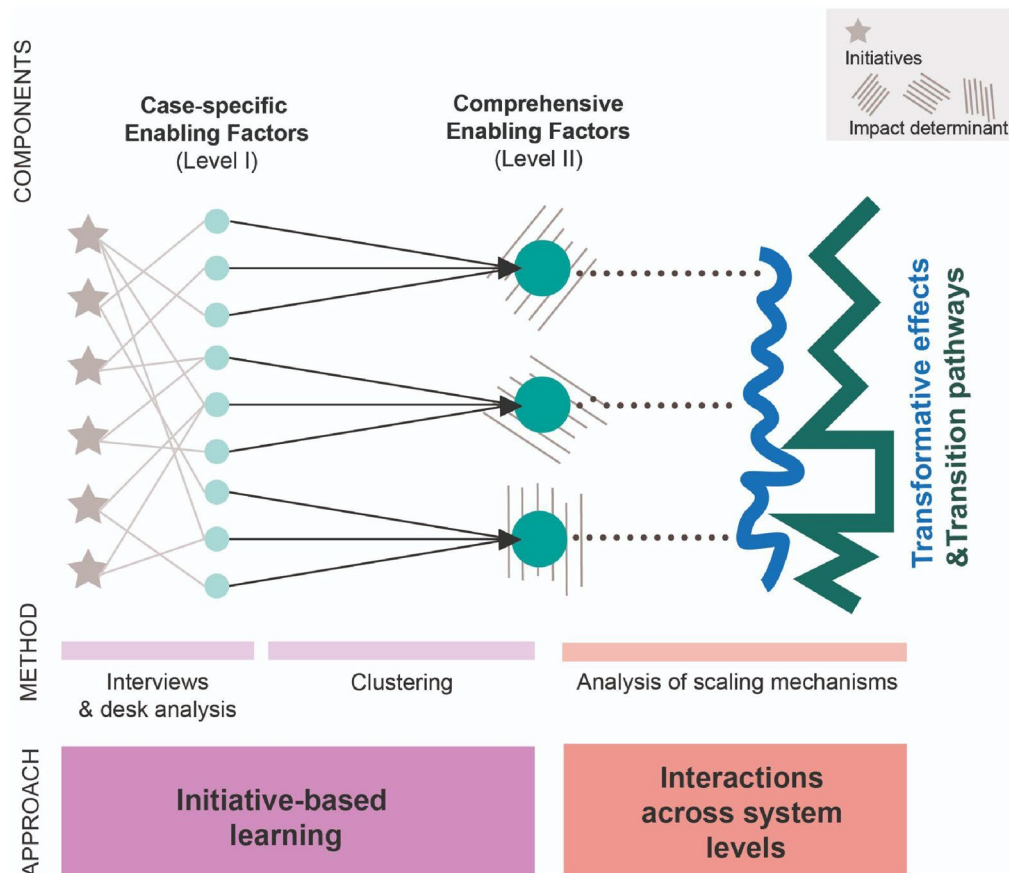 COMPONENTS
Initiatives
Impact determinant
Case-specific
Enabling Factors
(Level I)
Comprehensive
Enabling Factors
(Level II)
Transformative effects
&Transition pathways
METHOD
Interviews
& desk analysis
Clustering
Analysis of scaling mechanisms
APPROACH
Initiative-based
learning
Interactions
across system
levels